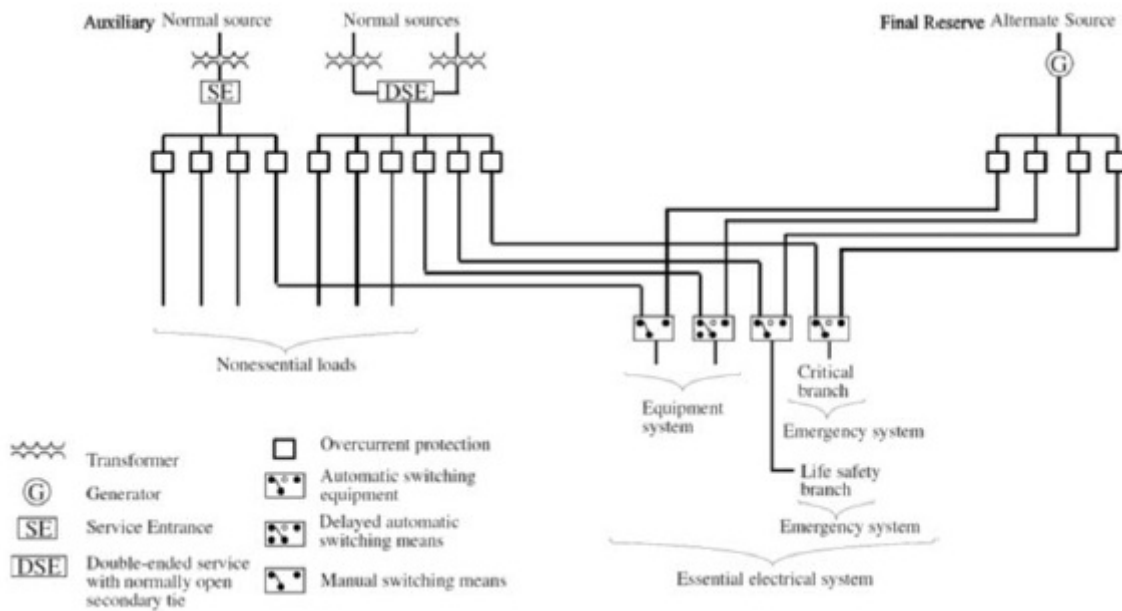 Auxiliary Normal source
Normal sources
Final Reserve Alternate Source
G
SE
DSE
Nonessential loads
Equipment
system
Critical
branch
Emergency system
Life safety
branch
Emergency system
Essential electrical system
Transformer
G Generator
SE Service Entrance
DSE Double-ended service
with normally open
secondary tie
Overcurrent protection
Automatic switching
equipment
Delayed automatic
switching means
Manual switching means